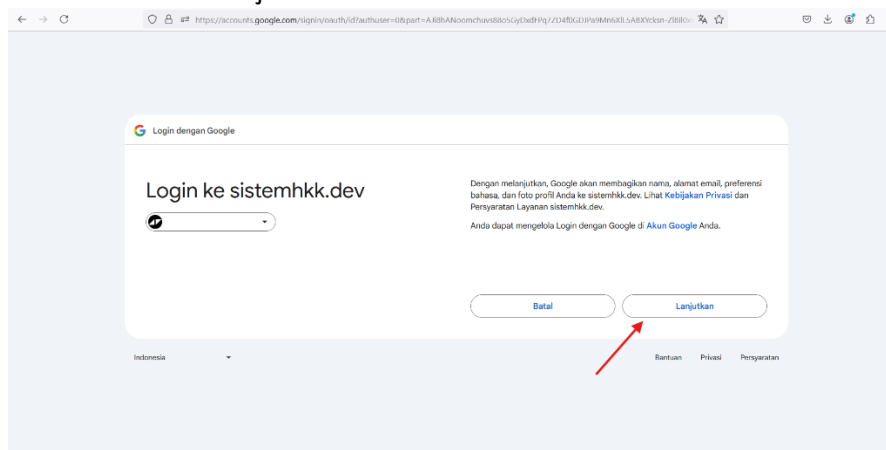 Login dengan Google
Login ke sistemhkk.dev
Dengan melanjutkan, Google akan membagikan nama, alamat email, preferensi
bahasa, dan foto profil Anda ke sistemhkk.dev. Lihat Kebijakan Privasi dan
Persyaratan Layanan sistemhkk.dev.
Anda dapat mengelola Login dengan Google di Akun Google Anda.
Batal
Lanjutkan
Indonesia
Bantuan Privasi Persyaratan